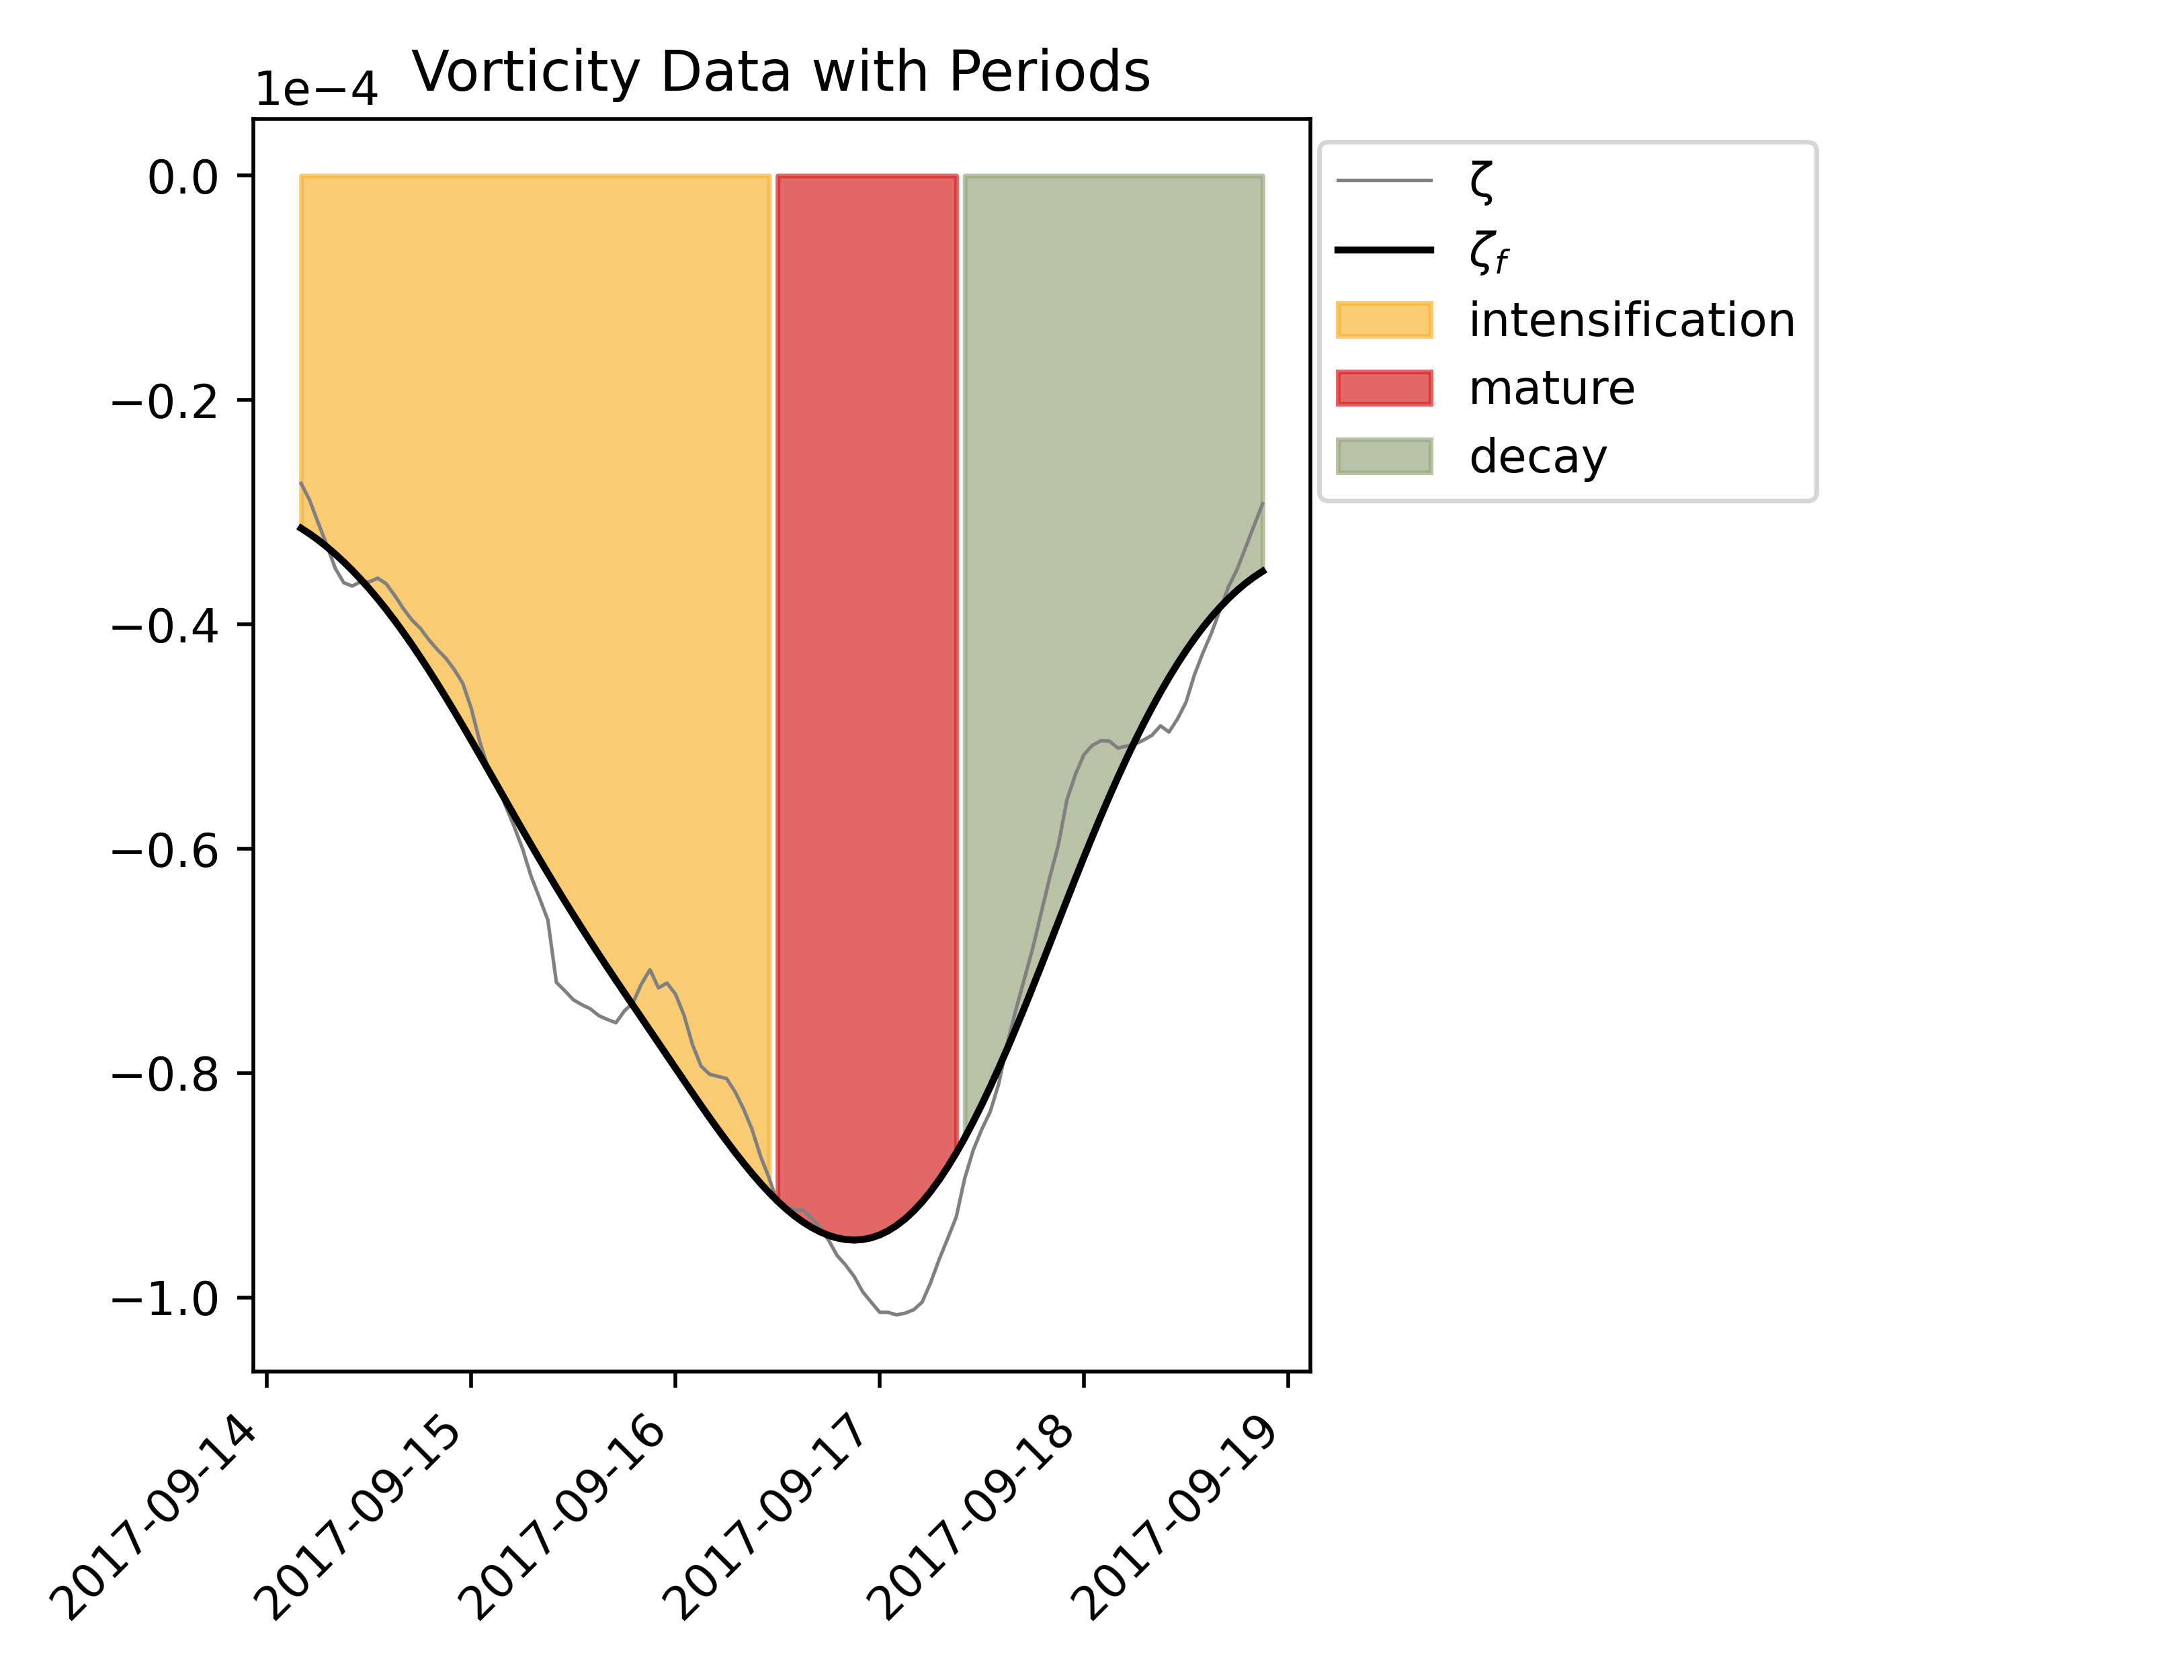 Vorticity Data with Periods
1e−4
0.0
−0.2
−0.4
−0.6
−0.8
−1.0
2017-09-14
2017-09-15
2017-09-16
2017-09-17
2017-09-18
2017-09-19
ζ
ζf
intensification
mature
decay